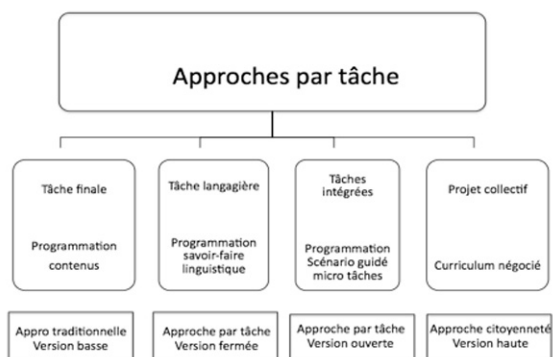 Approches par tâche
Tâche finale
Programmation
contenus
Tâche langagière
Programmation
savoir-faire
linguistique
Tâches
intégrées
Programmation
Scénario guidé
micro tâches
Projet collectif
Curriculum négocié
Appro traditionnelle
Version basse
Approche par tâche
Version fermée
Approche par tâche
Version ouverte
Approche citoyenneté
Version haute